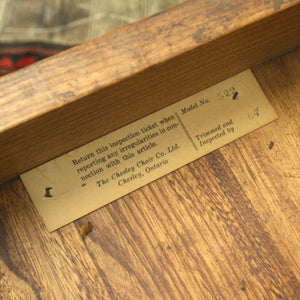 Return this inspection ticket when
reporting any irregularities in con-
nection with this article.
The Chesley Chair Co. Ltd.
Chesley, Ontario
Model No. 520
Trimmed and
Inspected by